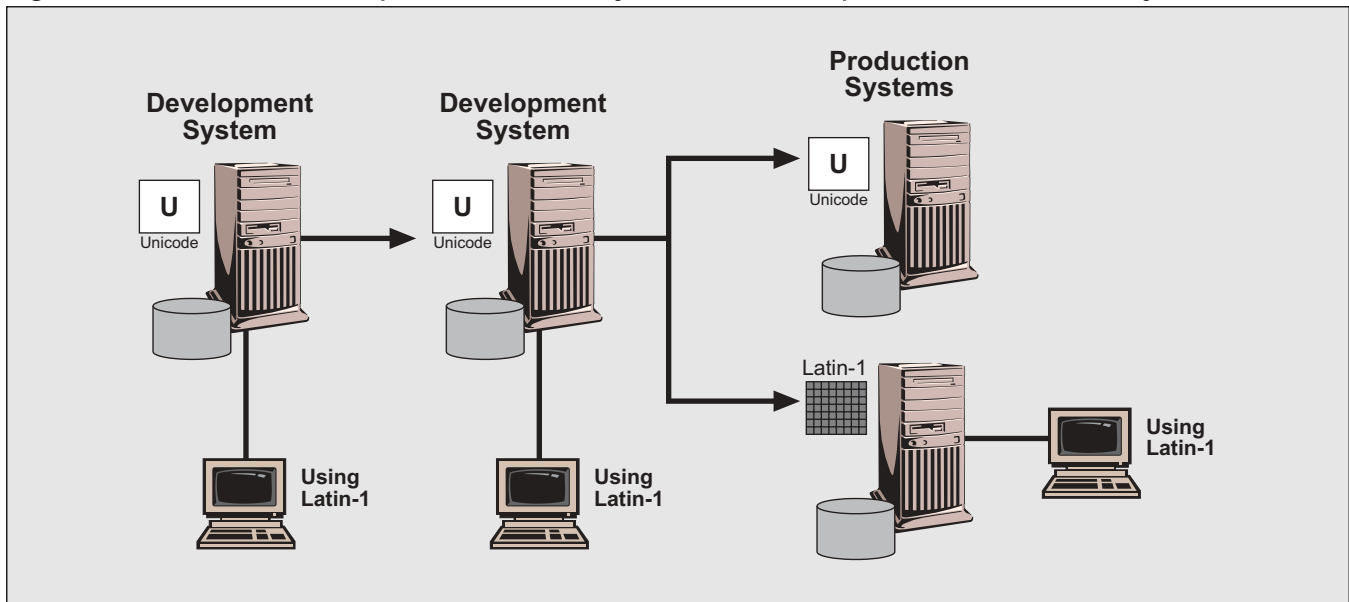 Development
System
U
Unicode
Using
Latin-1
Development
System
U
Unicode
Using
Latin-1
Production
Systems
U
Unicode
Latin-1
Using
Latin-1